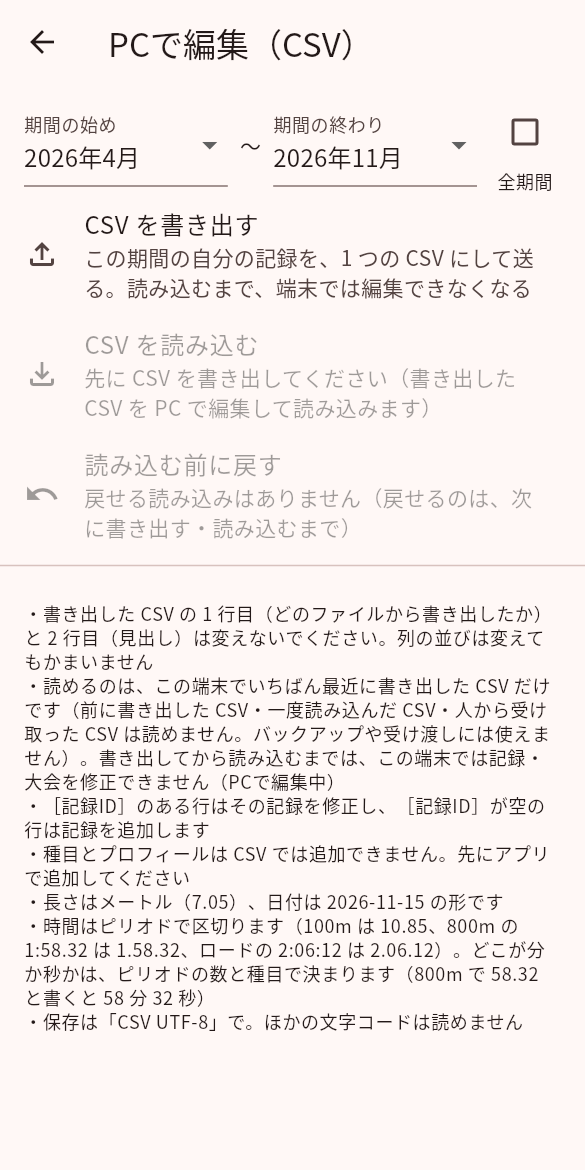 PCで編集（CSV）
期間の始め
2026年4月
～
期間の終わり
2026年11月
全期間
CSV を書き出す
この期間の自分の記録を、1 つの CSV にして送
る。読み込むまで、端末では編集できなくなる
CSV を読み込む
先に CSV を書き出してください（書き出した
CSV を PC で編集して読み込みます）
読み込む前に戻す
戻せる読み込みはありません（戻せるのは、次
に書き出す・読み込むまで）
・書き出した CSV の 1 行目（どのファイルから書き出したか）
と 2 行目（見出し）は変えないでください。列の並びは変えて
もかまいません
・読めるのは、この端末でいちばん最近に書き出した CSV だけ
です（前に書き出した CSV・一度読み込んだ CSV・人から受け
取った CSV は読めません。バックアップや受け渡しには使えま
せん）。書き出してから読み込むまでは、この端末では記録・
大会を修正できません（PCで編集中）
・［記録ID］のある行はその記録を修正し、［記録ID］が空の
行は記録を追加します
・種目とプロフィールは CSV では追加できません。先にアプリ
で追加してください
・長さはメートル（7.05）、日付は 2026-11-15 の形です
・時間はピリオドで区切ります（100m は 10.85、800m の
1:58.32 は 1.58.32、ロードの 2:06:12 は 2.06.12）。どこが分
か秒かは、ピリオドの数と種目で決まります（800m で 58.32
と書くと 58 分 32 秒）
・保存は「CSV UTF-8」で。ほかの文字コードは読めません